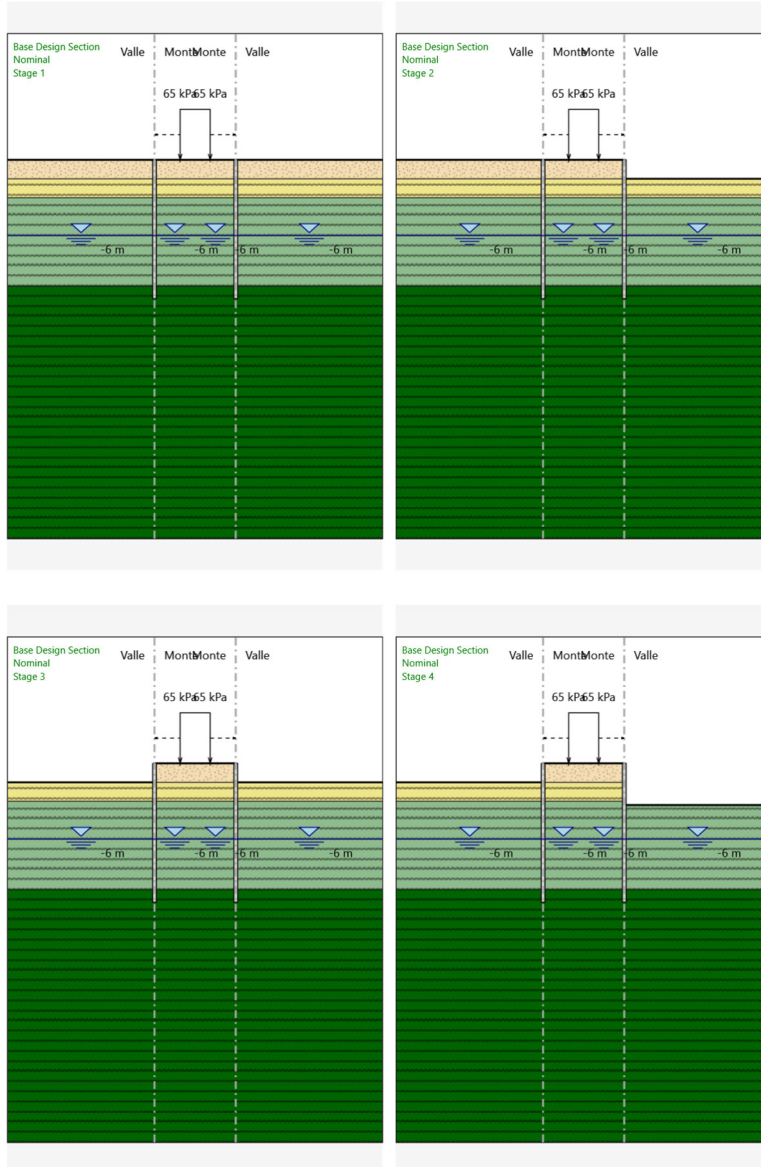 Base Design Section
Nominal
Stage 1
Valle
Monte
Monte
Valle
65 kPa
65 kPa
-6 m
-6 m
-6 m
-6 m
Base Design Section
Nominal
Stage 2
Valle
Monte
Monte
Valle
65 kPa
65 kPa
-6 m
-6 m
-6 m
-6 m
Base Design Section
Nominal
Stage 3
Valle
Monte
Monte
Valle
65 kPa
65 kPa
-6 m
-6 m
-6 m
-6 m
Base Design Section
Nominal
Stage 4
Valle
Monte
Monte
Valle
65 kPa
65 kPa
-6 m
-6 m
-6 m
-6 m